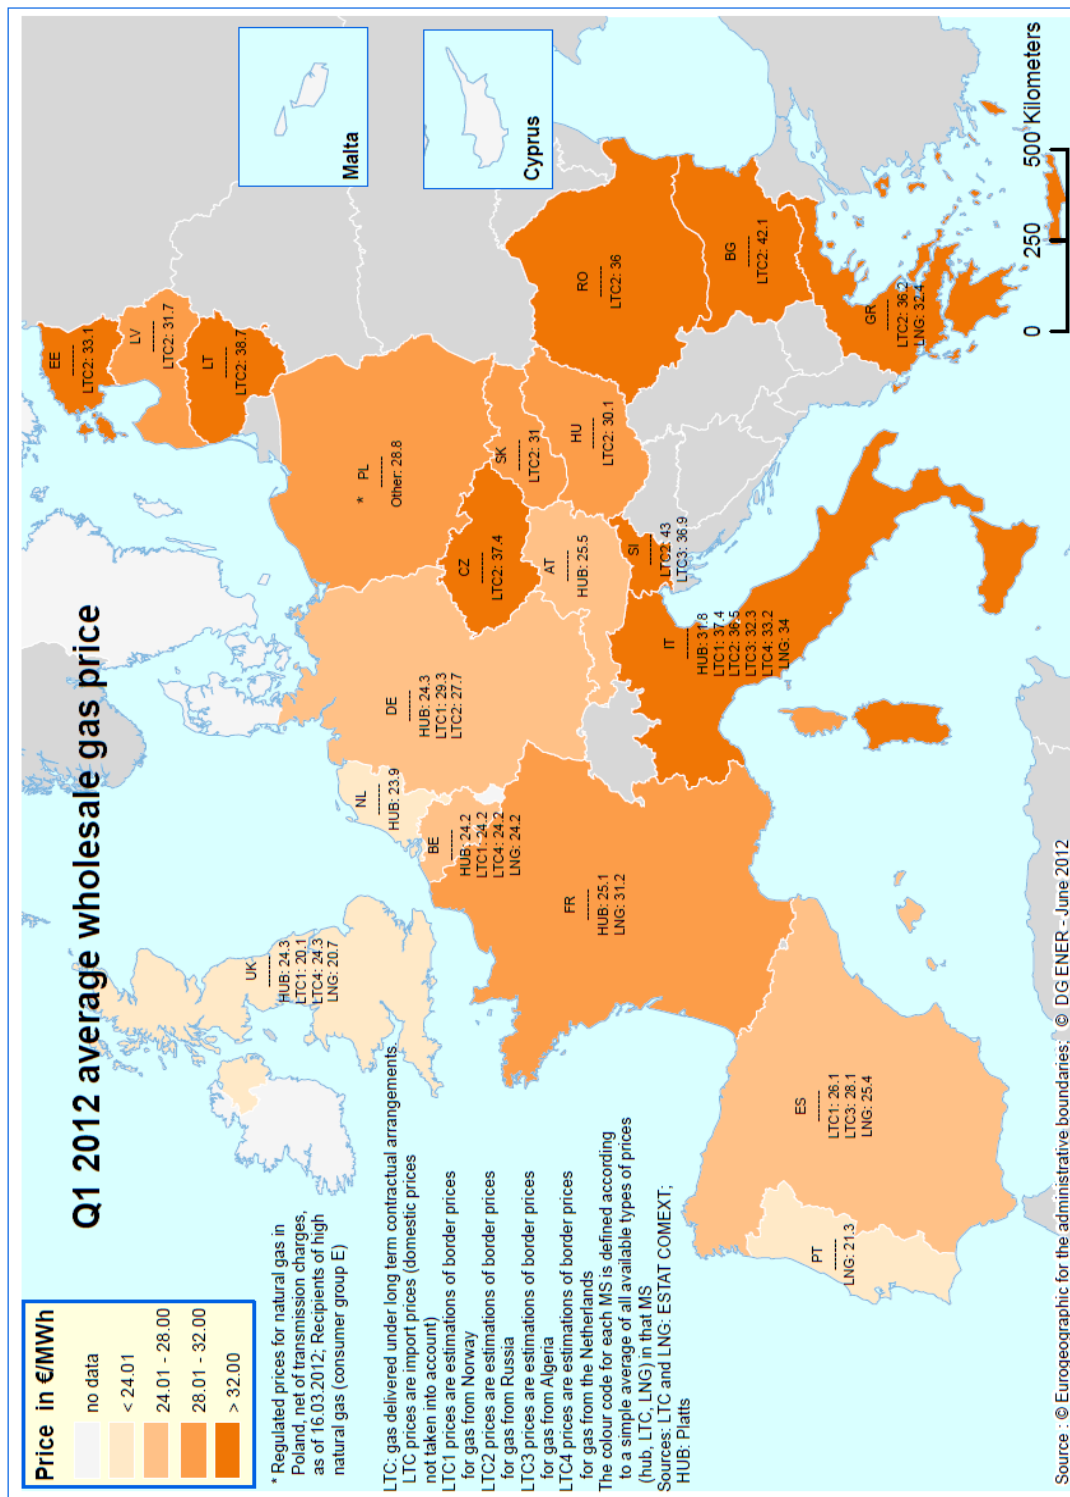 Q1 2012 average wholesale gas price
Price in €/MWh
no data
< 24.01
24.01 - 28.00
28.01 - 32.00
> 32.00
* Regulated prices for natural gas in
Poland, net of transmission charges,
as of 16.03.2012; Recipients of high
natural gas (consumer group E)
LTC: gas delivered under long term contractual arrangements.
LTC prices are import prices (domestic prices
not taken into account)
LTC1 prices are estimations of border prices
for gas from Norway
LTC2 prices are estimations of border prices
for gas from Russia
LTC3 prices are estimations of border prices
for gas from Algeria
LTC4 prices are estimations of border prices
for gas from the Netherlands
The colour code for each MS is defined according
to a simple average of all available types of prices
(hub, LTC, LNG) in that MS
Sources: LTC and LNG: ESTAT COMEXT;
HUB: Platts
UK
--------
HUB: 24.3
LTC1: 20.1
LTC4: 24.3
LNG: 20.7
PT
--------
LNG: 21.3
ES
--------
LTC1: 26.1
LTC3: 28.1
LNG: 25.4
FR
--------
HUB: 25.1
LNG: 31.2
BE
--------
HUB: 24.2
LTC1: 24.2
LTC4: 24.2
LNG: 24.2
NL
--------
HUB: 23.9
DE
--------
HUB: 24.3
LTC1: 29.3
LTC2: 27.7
IT
--------
HUB: 31.8
LTC1: 37.4
LTC2: 36.5
LTC3: 32.3
LTC4: 33.2
LNG: 34
CZ
--------
LTC2: 37.4
AT
--------
HUB: 25.5
SI
--------
LTC2: 43
LTC3: 36.9
* PL
--------
Other: 28.8
SK
--------
LTC2: 31
HU
--------
LTC2: 30.1
EE
--------
LTC2: 33.1
LV
--------
LTC2: 31.7
LT
--------
LTC2: 38.7
RO
--------
LTC2: 36
BG
--------
LTC2: 42.1
GR
--------
LTC2: 36.2
LNG: 32.4
Malta
Cyprus
0 250 500 Kilometers
Source : © Eurogeographic for the administrative boundaries; © DG ENER - June 2012